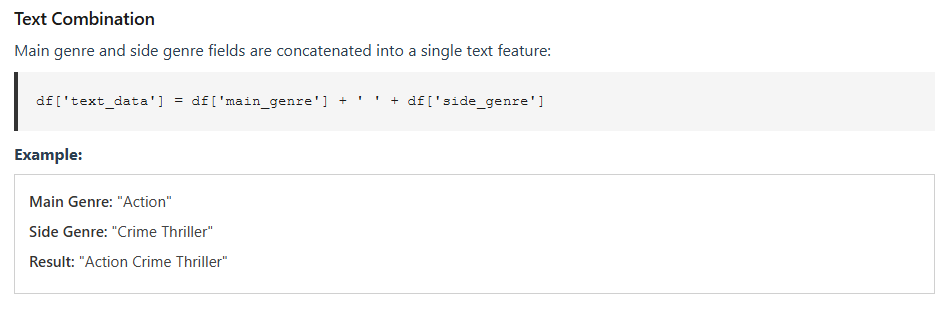 Text Combination
Main genre and side genre fields are concatenated into a single text feature:
df['text_data'] = df['main_genre'] + ' ' + df['side_genre']
Example:
Main Genre: "Action"
Side Genre: "Crime Thriller"
Result: "Action Crime Thriller"